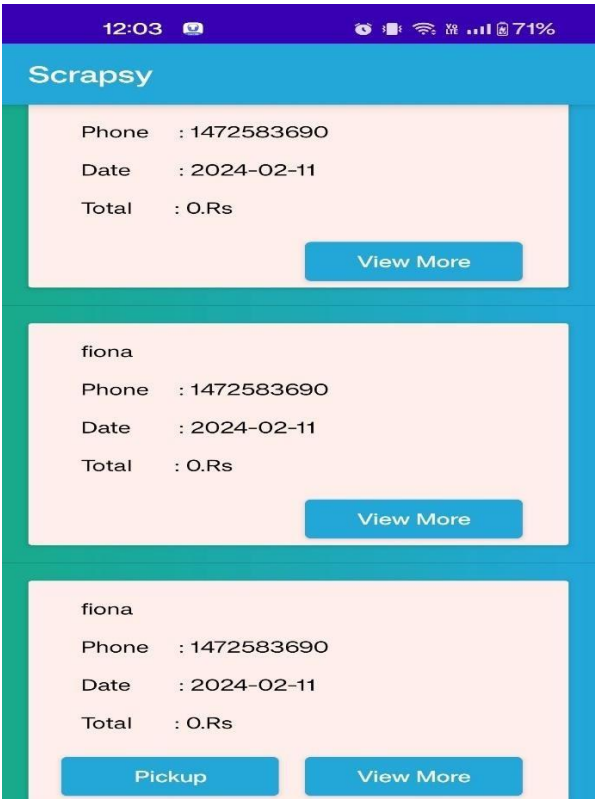 12:03 71%
Scrapsy
Phone : 1472583690
Date : 2024-02-11
Total : 0.Rs
View More
fiona
Phone : 1472583690
Date : 2024-02-11
Total : 0.Rs
View More
fiona
Phone : 1472583690
Date : 2024-02-11
Total : 0.Rs
Pickup View More